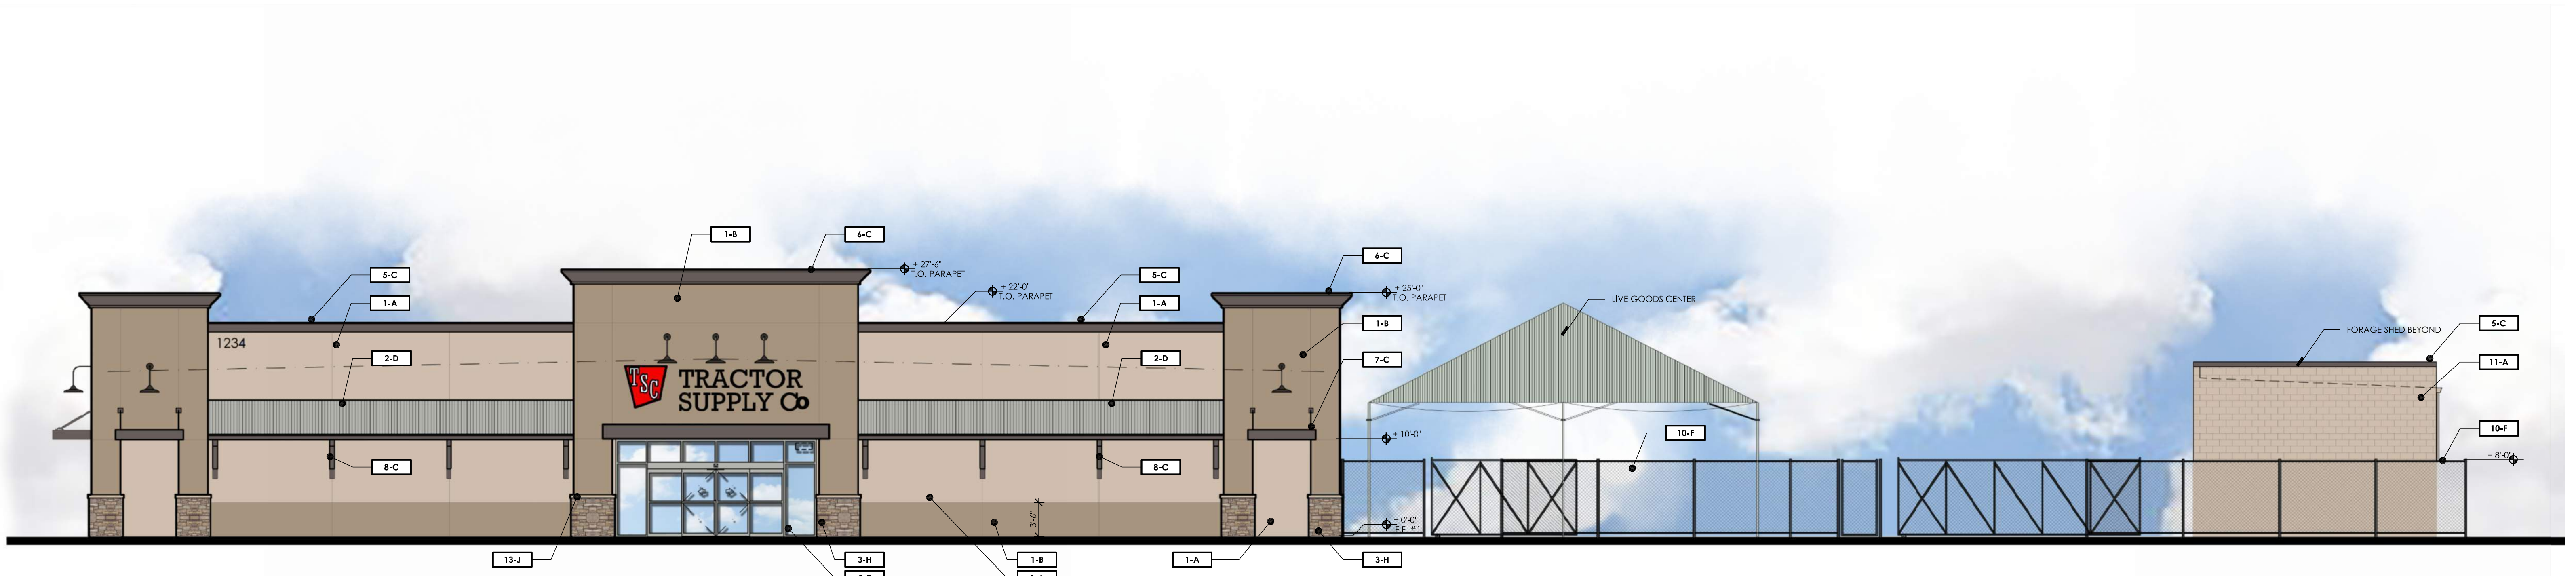 1-B
6-C
+ 27'-6"
T.O. PARAPET
5-C
+ 22'-0"
T.O. PARAPET
5-C
6-C
+ 25'-0"
T.O. PARAPET
LIVE GOODS CENTER
1-A
1-A
1-B
5-C
FORAGE SHED BEYOND
1234
2-D
2-D
7-C
11-A
TSC
TRACTOR
SUPPLY Co
+ 10'-0"
10-F
10-F
8-C
8-C
+ 8'-0"
3'-6"
+ 0'-0"
F.F. #1
13-J
3-H
1-B
1-A
3-H